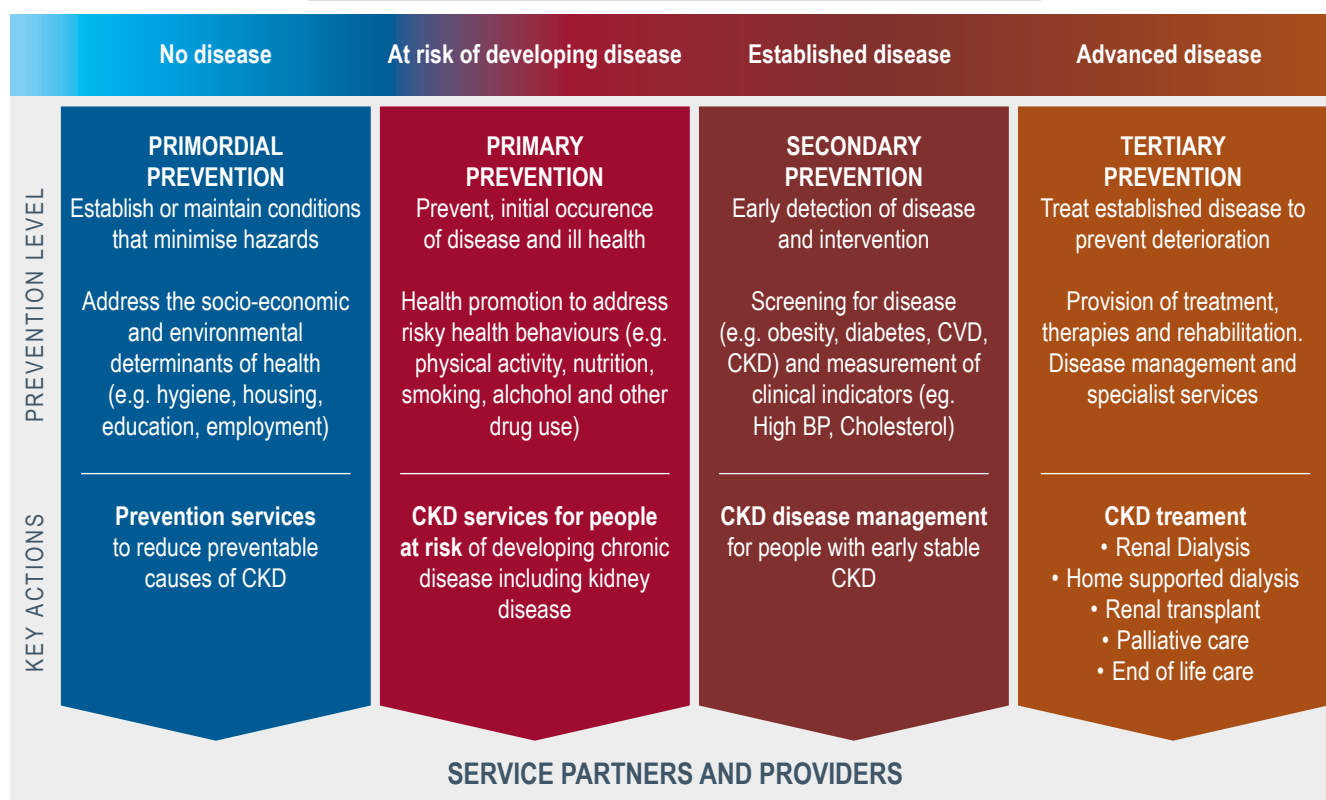 No disease
At risk of developing disease
Established disease
Advanced disease
PREVENTION LEVEL
PRIMORDIAL
PREVENTION
Establish or maintain conditions
that minimise hazards
Address the socio-economic
and environmental
determinants of health
(e.g. hygiene, housing,
education, employment)
PRIMARY
PREVENTION
Prevent, initial occurence
of disease and ill health
Health promotion to address
risky health behaviours (e.g.
physical activity, nutrition,
smoking, alchohol and other
drug use)
SECONDARY
PREVENTION
Early detection of disease
and intervention
Screening for disease
(e.g. obesity, diabetes, CVD,
CKD) and measurement of
clinical indicators (eg.
High BP, Cholesterol)
TERTIARY
PREVENTION
Treat established disease to
prevent deterioration
Provision of treatment,
therapies and rehabilitation.
Disease management and
specialist services
KEY ACTIONS
Prevention services
to reduce preventable
causes of CKD
CKD services for people
at risk of developing chronic
disease including kidney
disease
CKD disease management
for people with early stable
CKD
CKD treament
• Renal Dialysis
• Home supported dialysis
• Renal transplant
• Palliative care
• End of life care
SERVICE PARTNERS AND PROVIDERS